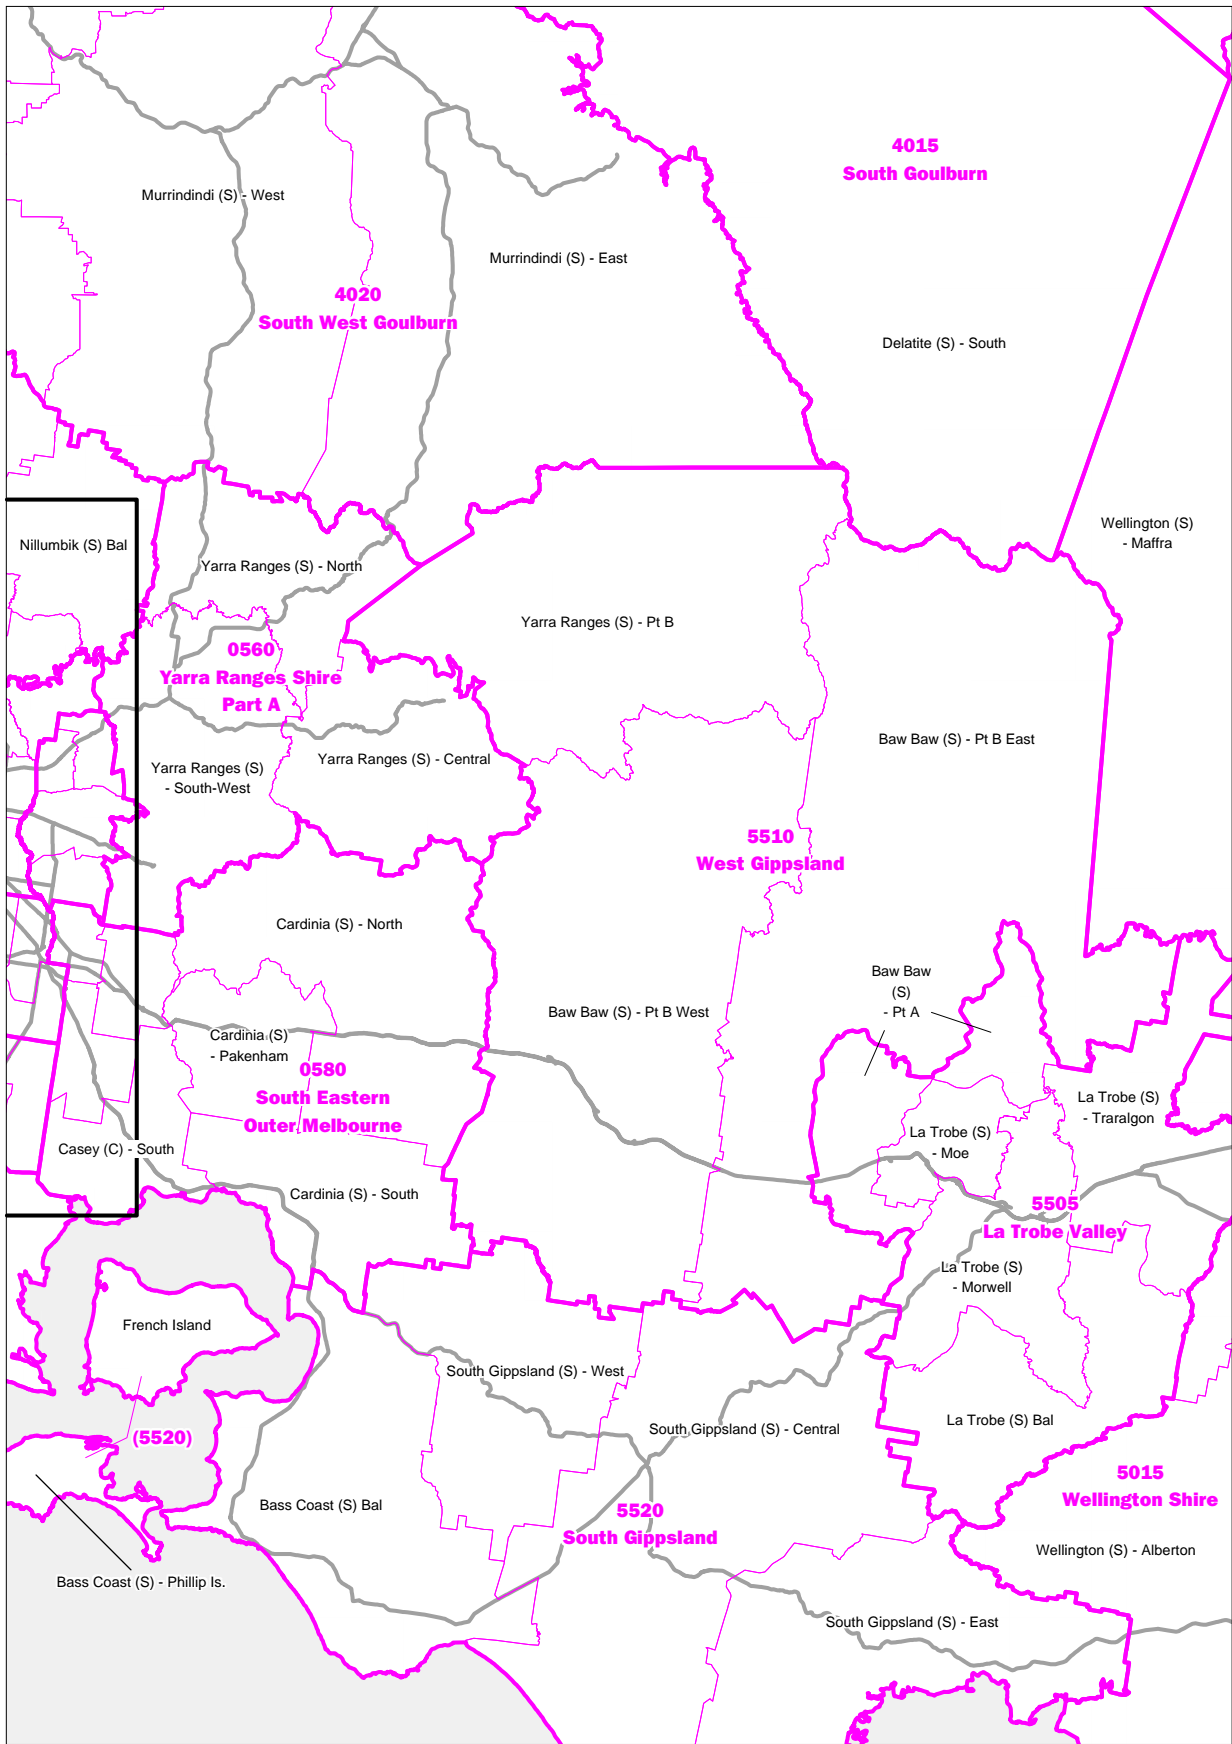 4015
South Goulburn
Murrindindi (S) - West
Murrindindi (S) - East
4020
South West Goulburn
Delatite (S) - South
Wellington (S)
- Maffra
Nillumbik (S) Bal
Yarra Ranges (S) - North
Yarra Ranges (S) - Pt B
0560
Yarra Ranges Shire
Part A
Baw Baw (S) - Pt B East
Yarra Ranges (S) - Central
Yarra Ranges (S)
- South-West
5510
West Gippsland
Cardinia (S) - North
Baw Baw
(S)
- Pt A
Baw Baw (S) - Pt B West
Cardinia (S)
- Pakenham
0580
South Eastern
Outer Melbourne
La Trobe (S)
- Traralgon
La Trobe (S)
- Moe
Casey (C) - South
Cardinia (S) - South
5505
La Trobe Valley
La Trobe (S)
- Morwell
French Island
South Gippsland (S) - West
South Gippsland (S) - Central
La Trobe (S) Bal
(5520)
5015
Wellington Shire
Bass Coast (S) Bal
5520
South Gippsland
Wellington (S) - Alberton
Bass Coast (S) - Phillip Is.
South Gippsland (S) - East